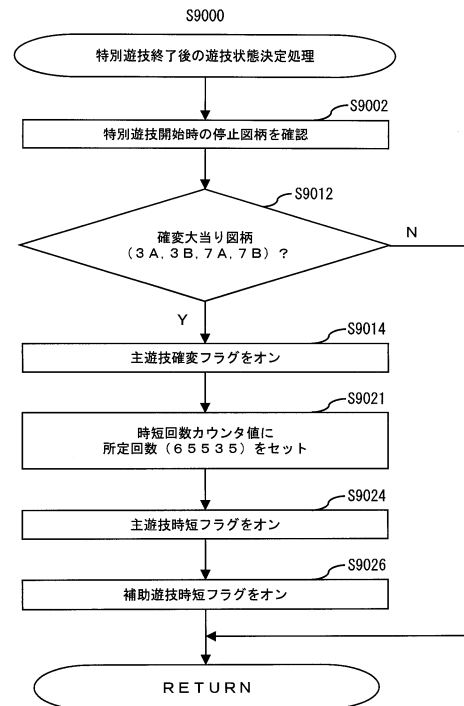 S9000
特別遊技終了後の遊技状態決定処理
S9002
特別遊技開始時の停止図柄を確認
S9012
確変大当り図柄
(3A,3B,7A,7B)?
N
Y
S9014
主遊技確変フラグをオン
S9021
時短回数カウンタ値に
所定回数(65535)をセット
S9024
主遊技時短フラグをオン
S9026
補助遊技時短フラグをオン
RETURN